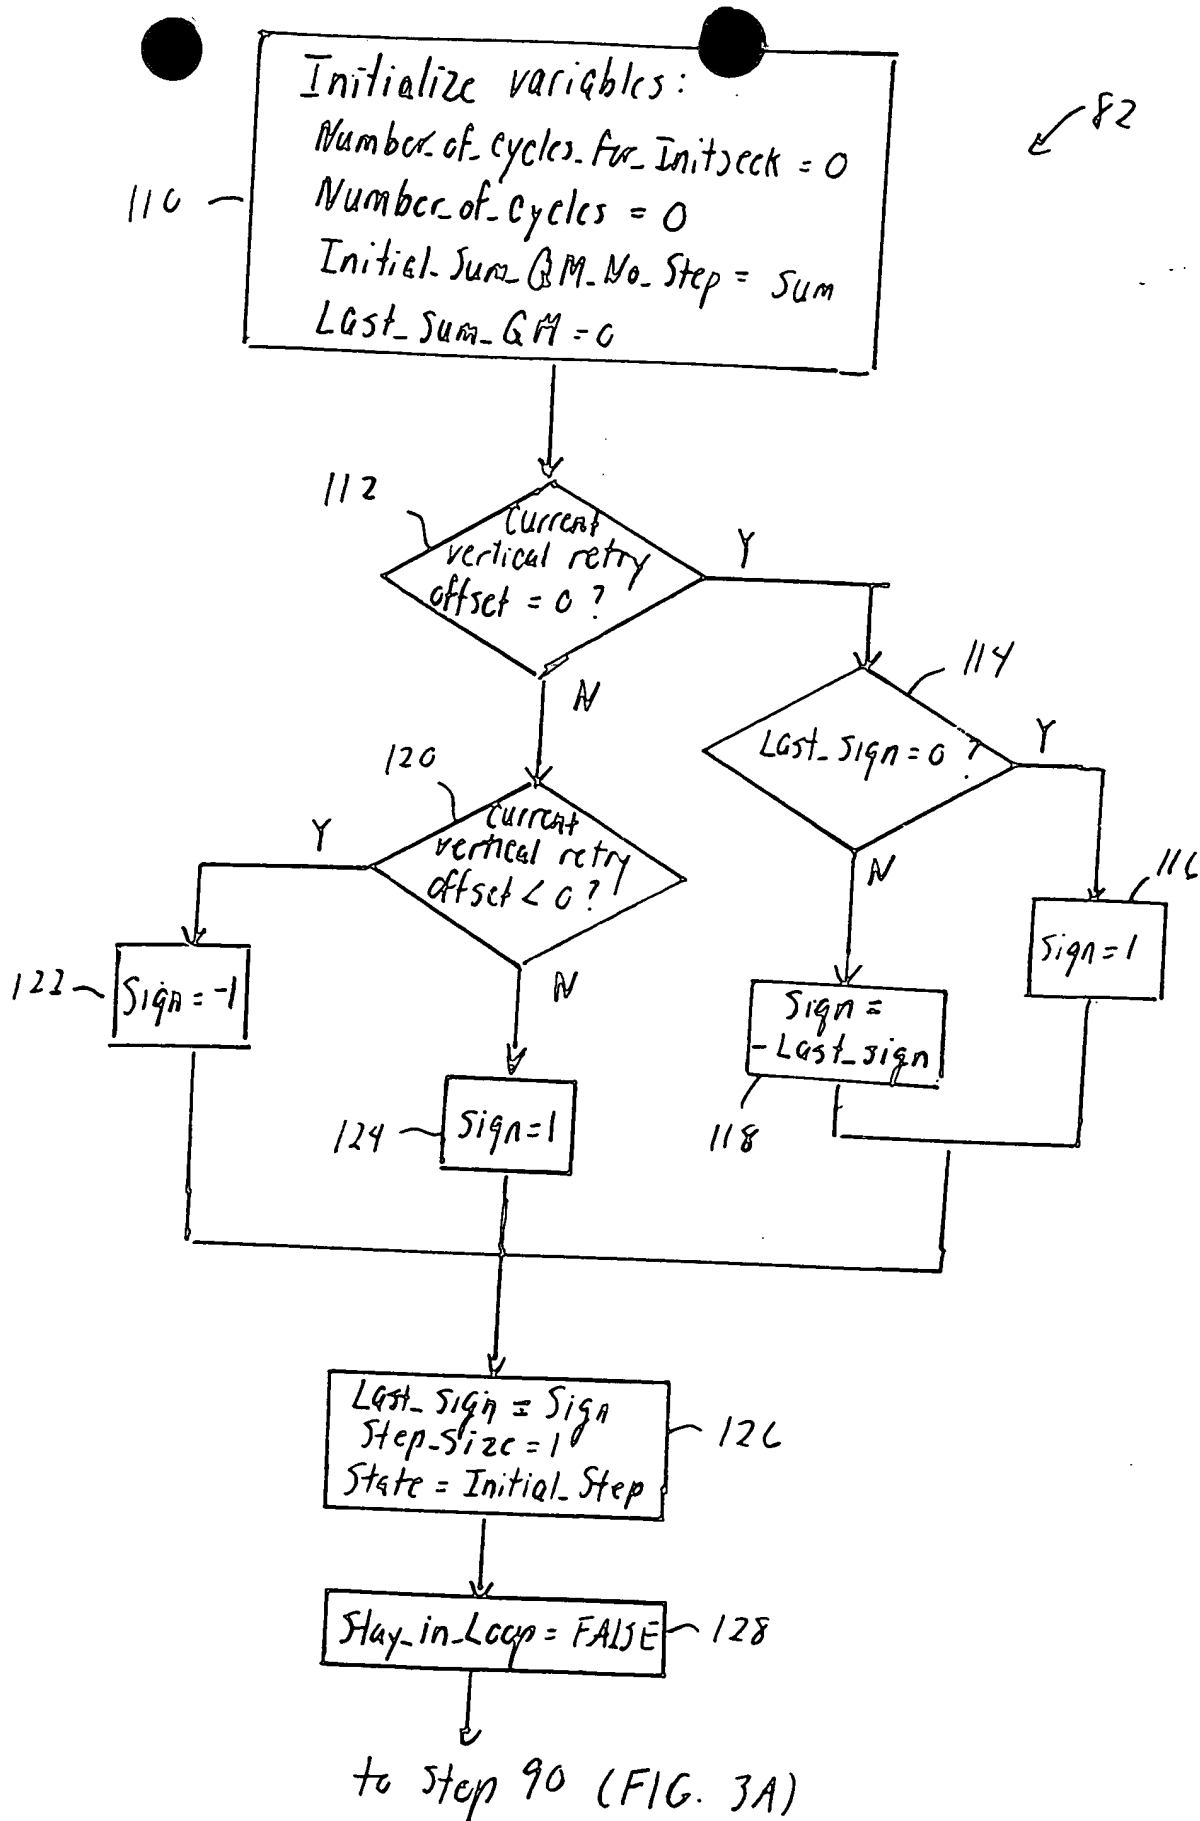 Initialize variables:
Number_of_cycles_for_Initseek = 0
Number_of_cycles = 0
Initial_Sum_QM_No_Step = Sum
Last_Sum_QM = 0
110
82
112
Current
vertical retry
offset = 0 ?
Y
N
114
Last_Sign = 0 ?
Y
N
120
Current
vertical retry
offset < 0 ?
Y
N
116
Sign = 1
122
Sign = -1
Sign =
- Last_sign
118
124
Sign = 1
Last_Sign = Sign
Step_Size = 1
State = Initial_Step
126
Stay_in_Loop = FALSE
128
to step 90 (FIG. 3A)